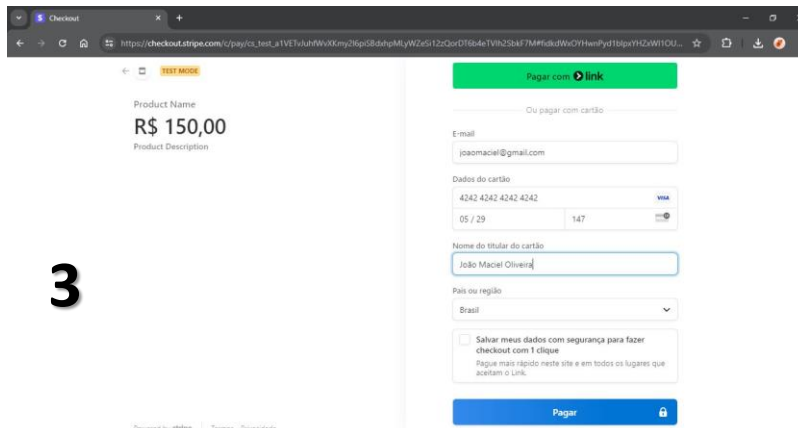 Checkout
https://checkout.stripe.com/c/pay/
TEST MODE
Product Name
R$ 150,00
Product Description
3
Pagar com link
Ou pagar com cartão
E-mail
joaomaciel@gmail.com
Dados do cartão
4242 4242 4242 4242 VISA
05 / 29 147
Nome do titular do cartão
João Maciel Oliveira
País ou região
Brasil
Salvar meus dados com segurança para fazer
checkout com 1 clique
Pague mais rápido neste site e em todos os lugares que
aceitam o Link.
Pagar